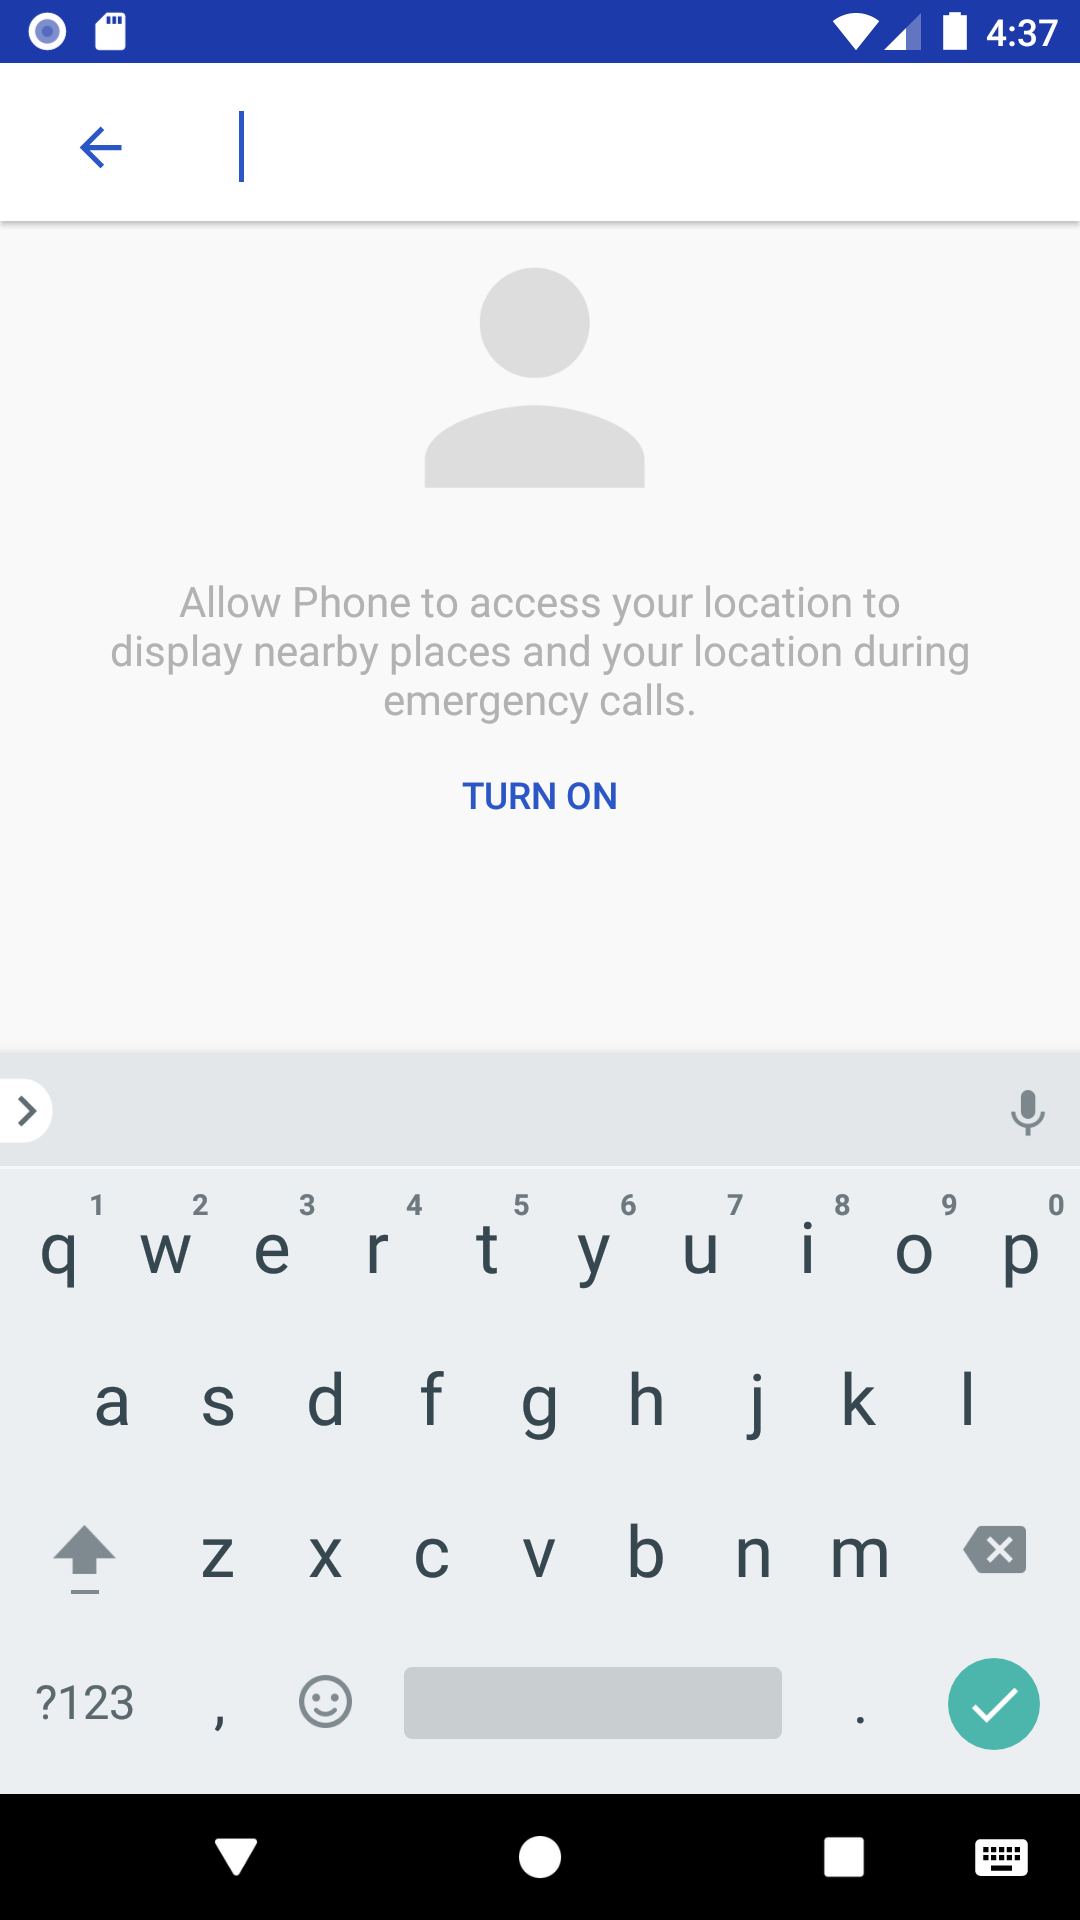 4:37
Allow Phone to access your location to
display nearby places and your location during
emergency calls.
TURN ON
1 2 3 4 5 6 7 8 9 0
q w e r t y u i o p
a s d f g h j k l
z x c v b n m
?123 , .